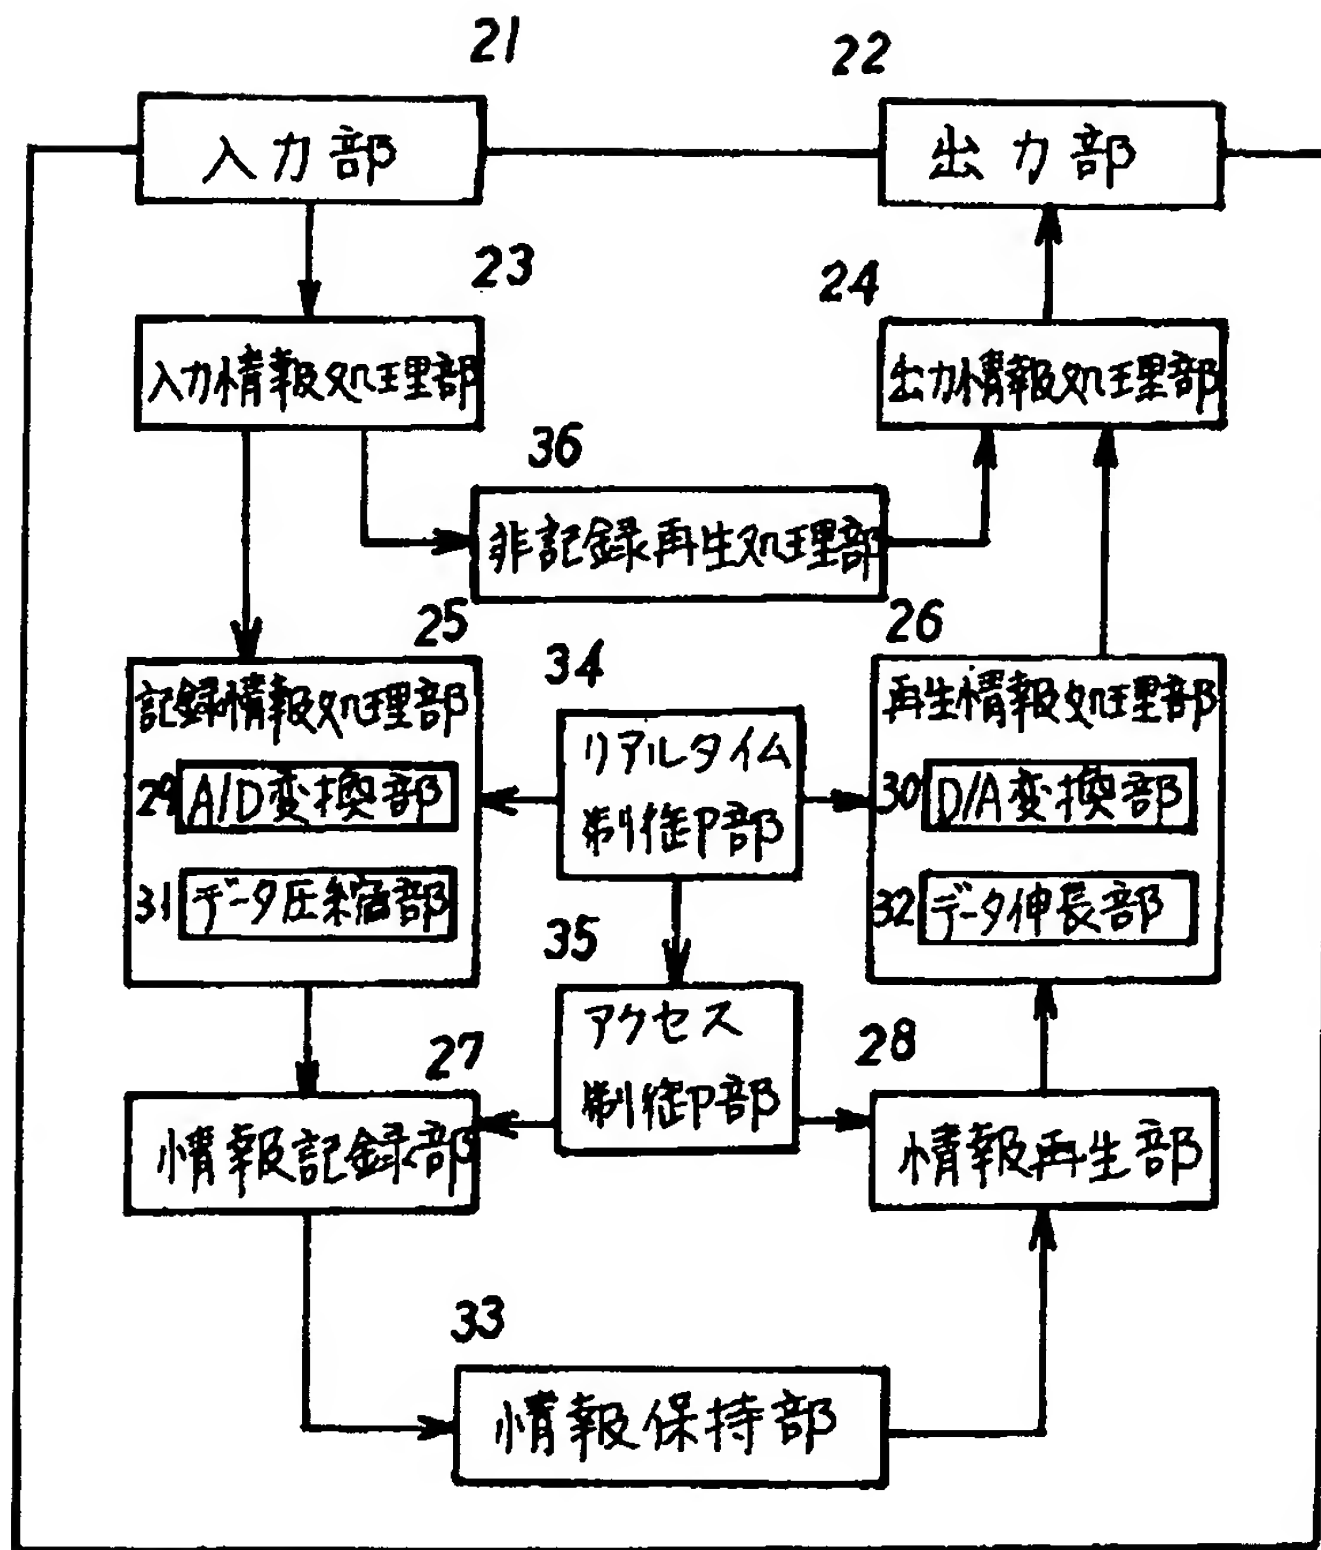 21
22
入力部
出力部
23
24
入力情報処理部
出力情報処理部
36
非記録再生処理部
25
26
記録情報処理部
34
再生情報処理部
リアルタイム
制御部
29 A/D変換部
30 D/A変換部
31 データ圧縮部
32 データ伸長部
35
アクセス
制御部
27
28
情報記録部
情報再生部
33
情報保持部